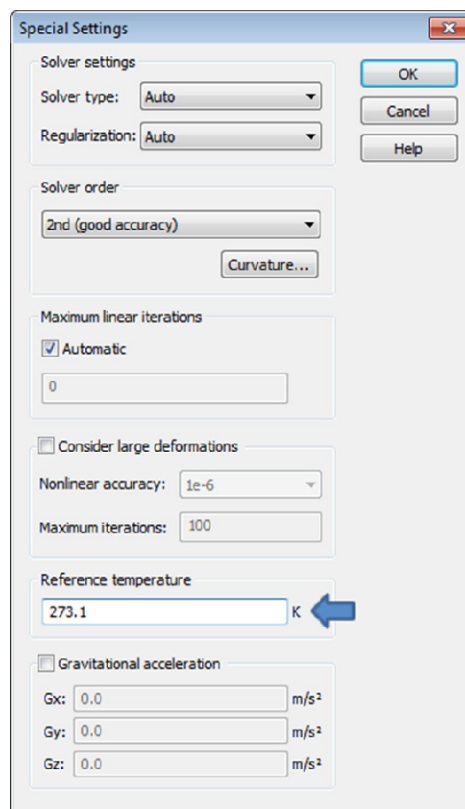 Special Settings
Solver settings
Solver type: Auto
Regularization: Auto
OK
Cancel
Help
Solver order
2nd (good accuracy)
Curvature...
Maximum linear iterations
Automatic
0
Consider large deformations
Nonlinear accuracy: 1e-6
Maximum iterations: 100
Reference temperature
273.1 K
Gravitational acceleration
Gx: 0.0 m/s²
Gy: 0.0 m/s²
Gz: 0.0 m/s²